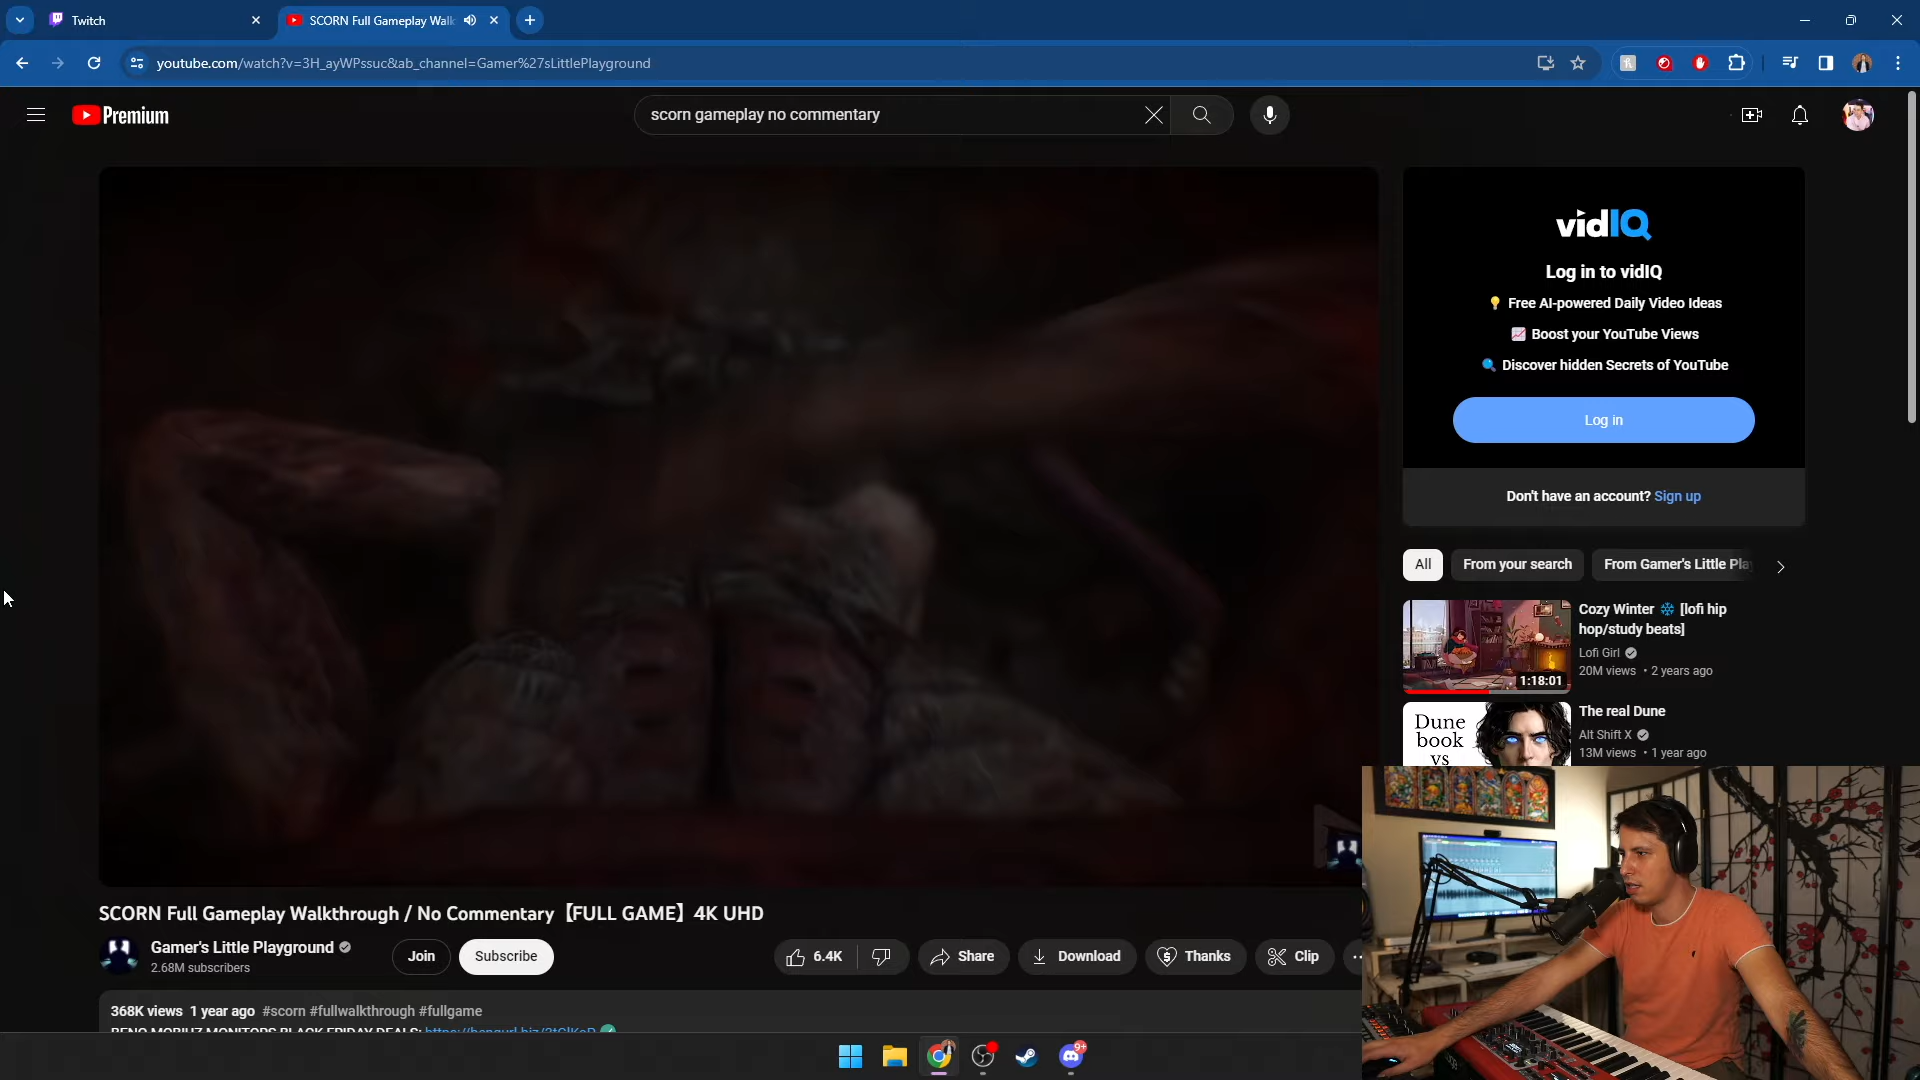 Twitch
SCORN Full Gameplay Walk
youtube.com/watch?v=3H_ayWPssuc&ab_channel=Gamer%27sLittlePlayground
Premium
scorn gameplay no commentary
vidIQ
Log in to vidIQ
💡 Free AI-powered Daily Video Ideas
📈 Boost your YouTube Views
🔍 Discover hidden Secrets of YouTube
Log in
Don't have an account? Sign up
All
From your search
From Gamer's Little Pla
Cozy Winter ❄ [lofi hip
hop/study beats]
Lofi Girl
20M views • 2 years ago
1:18:01
Dune
book
vs
The real Dune
Alt Shift X
13M views • 1 year ago
SCORN Full Gameplay Walkthrough / No Commentary【FULL GAME】4K UHD
Gamer's Little Playground
2.68M subscribers
Join
Subscribe
6.4K
Share
Download
Thanks
Clip
368K views 1 year ago #scorn #fullwalkthrough #fullgame
9+